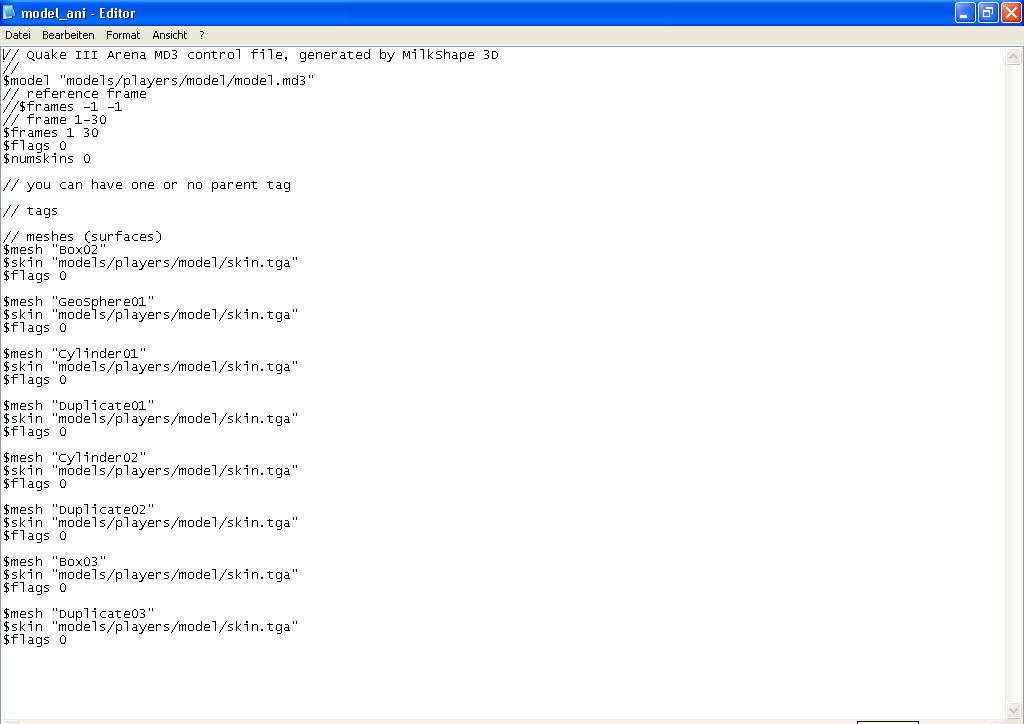 model_ani - Editor
Datei Bearbeiten Format Ansicht ?
// Quake III Arena MD3 control file, generated by MilkShape 3D
//
$model "models/players/model/model.md3"
// reference frame
//$frames -1 -1
// frame 1-30
$frames 1 30
$flags 0
$numskins 0
// you can have one or no parent tag
// tags
// meshes (surfaces)
$mesh "Box02"
$skin "models/players/model/skin.tga"
$flags 0
$mesh "GeoSphere01"
$skin "models/players/model/skin.tga"
$flags 0
$mesh "Cylinder01"
$skin "models/players/model/skin.tga"
$flags 0
$mesh "Duplicate01"
$skin "models/players/model/skin.tga"
$flags 0
$mesh "Cylinder02"
$skin "models/players/model/skin.tga"
$flags 0
$mesh "Duplicate02"
$skin "models/players/model/skin.tga"
$flags 0
$mesh "Box03"
$skin "models/players/model/skin.tga"
$flags 0
$mesh "Duplicate03"
$skin "models/players/model/skin.tga"
$flags 0